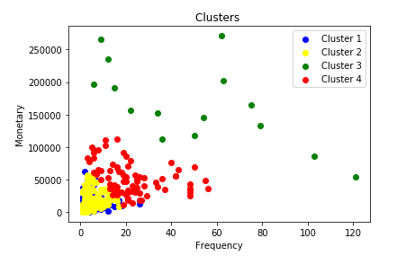 Clusters
Cluster 1
Cluster 2
Cluster 3
Cluster 4
250000
200000
150000
100000
50000
0
Monetary
0 20 40 60 80 100 120
Frequency